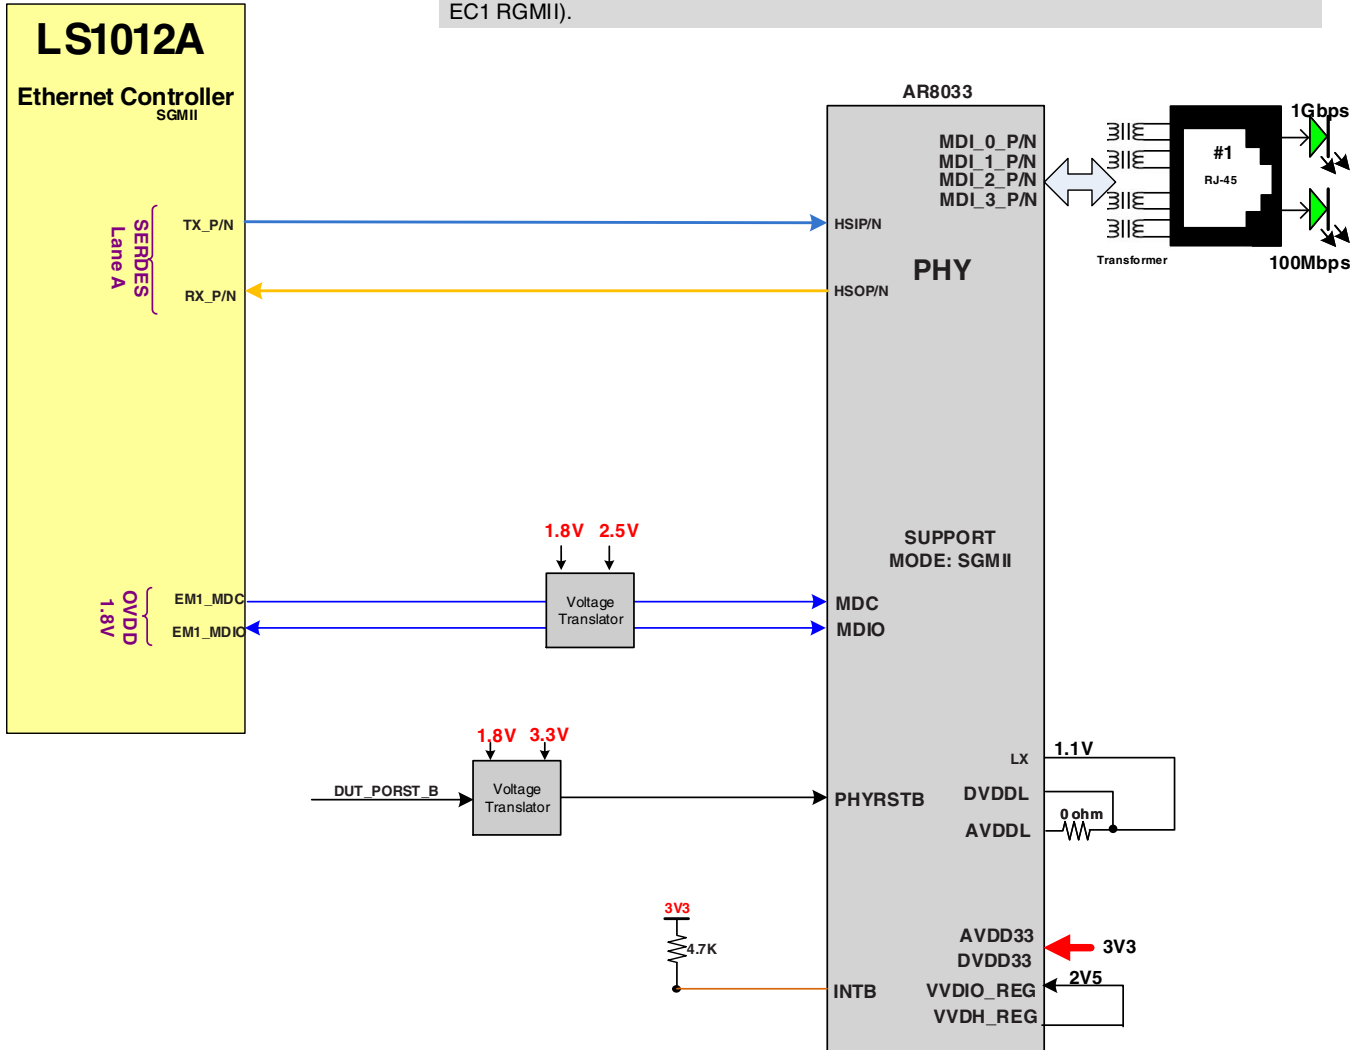 EC1 RGMII).
LS1012A
Ethernet Controller
SGMII
SERDES
Lane A
TX_P/N
RX_P/N
OVDD
1.8V
EM1_MDC
EM1_MDIO
1.8V 2.5V
Voltage
Translator
1.8V 3.3V
DUT_PORST_B
Voltage
Translator
3V3
4.7K
AR8033
MDI_0_P/N
MDI_1_P/N
MDI_2_P/N
MDI_3_P/N
HSIP/N
PHY
HSOP/N
SUPPORT
MODE: SGMII
MDC
MDIO
PHYRSTB
INTB
LX
DVDDL
AVDDL
AVDD33
DVDD33
VVDIO_REG
VVDH_REG
1.1V
0 ohm
3V3
2V5
Transformer
#1
RJ-45
1Gbps
100Mbps